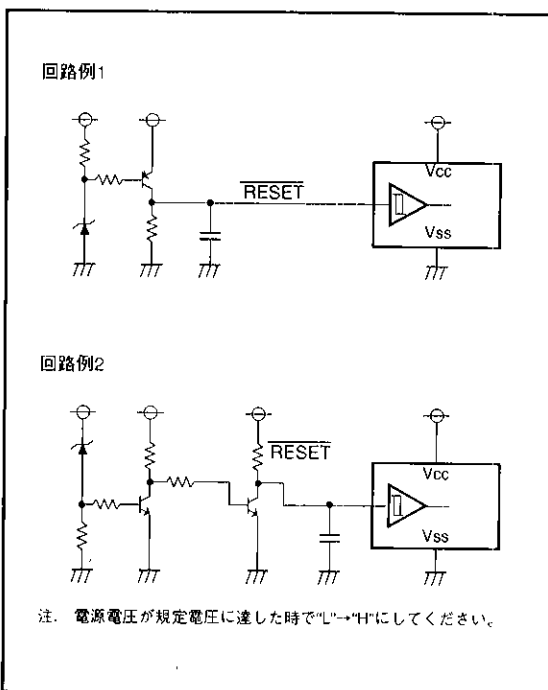 回路例1
RESET
Vcc
Vss
回路例2
RESET
Vcc
Vss
注. 電源電圧が規定電圧に達した時で"L"→"H"にしてください。